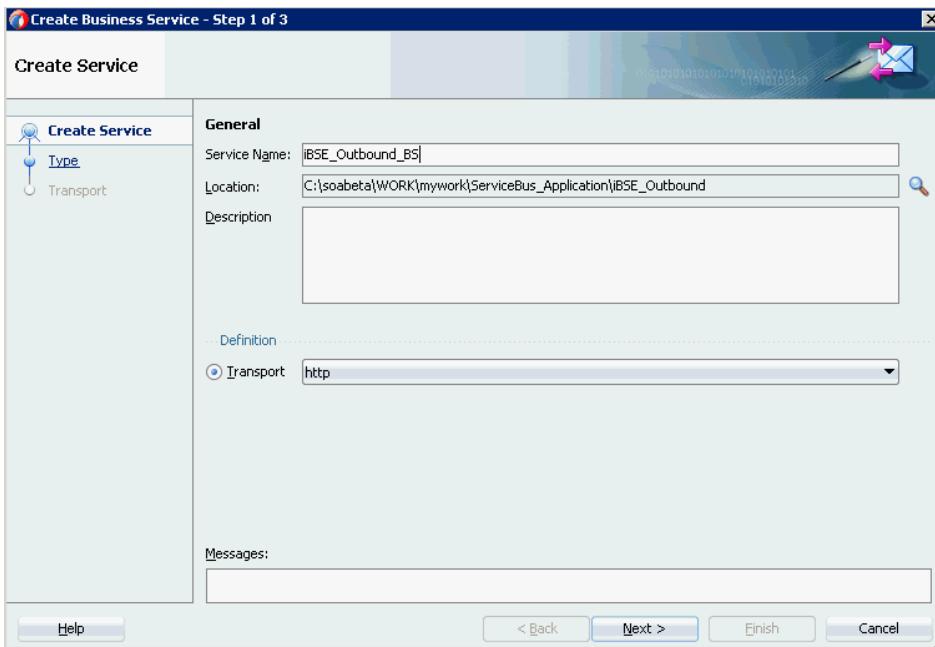 Create Business Service - Step 1 of 3
Create Service
Create Service
Type
Transport
General
Service Name: iBSE_Outbound_BS
Location: C:\soabeta\WORK\mywork\ServiceBus_Application\iBSE_Outbound
Description
Definition
Transport http
Messages:
Help < Back Next > Finish Cancel